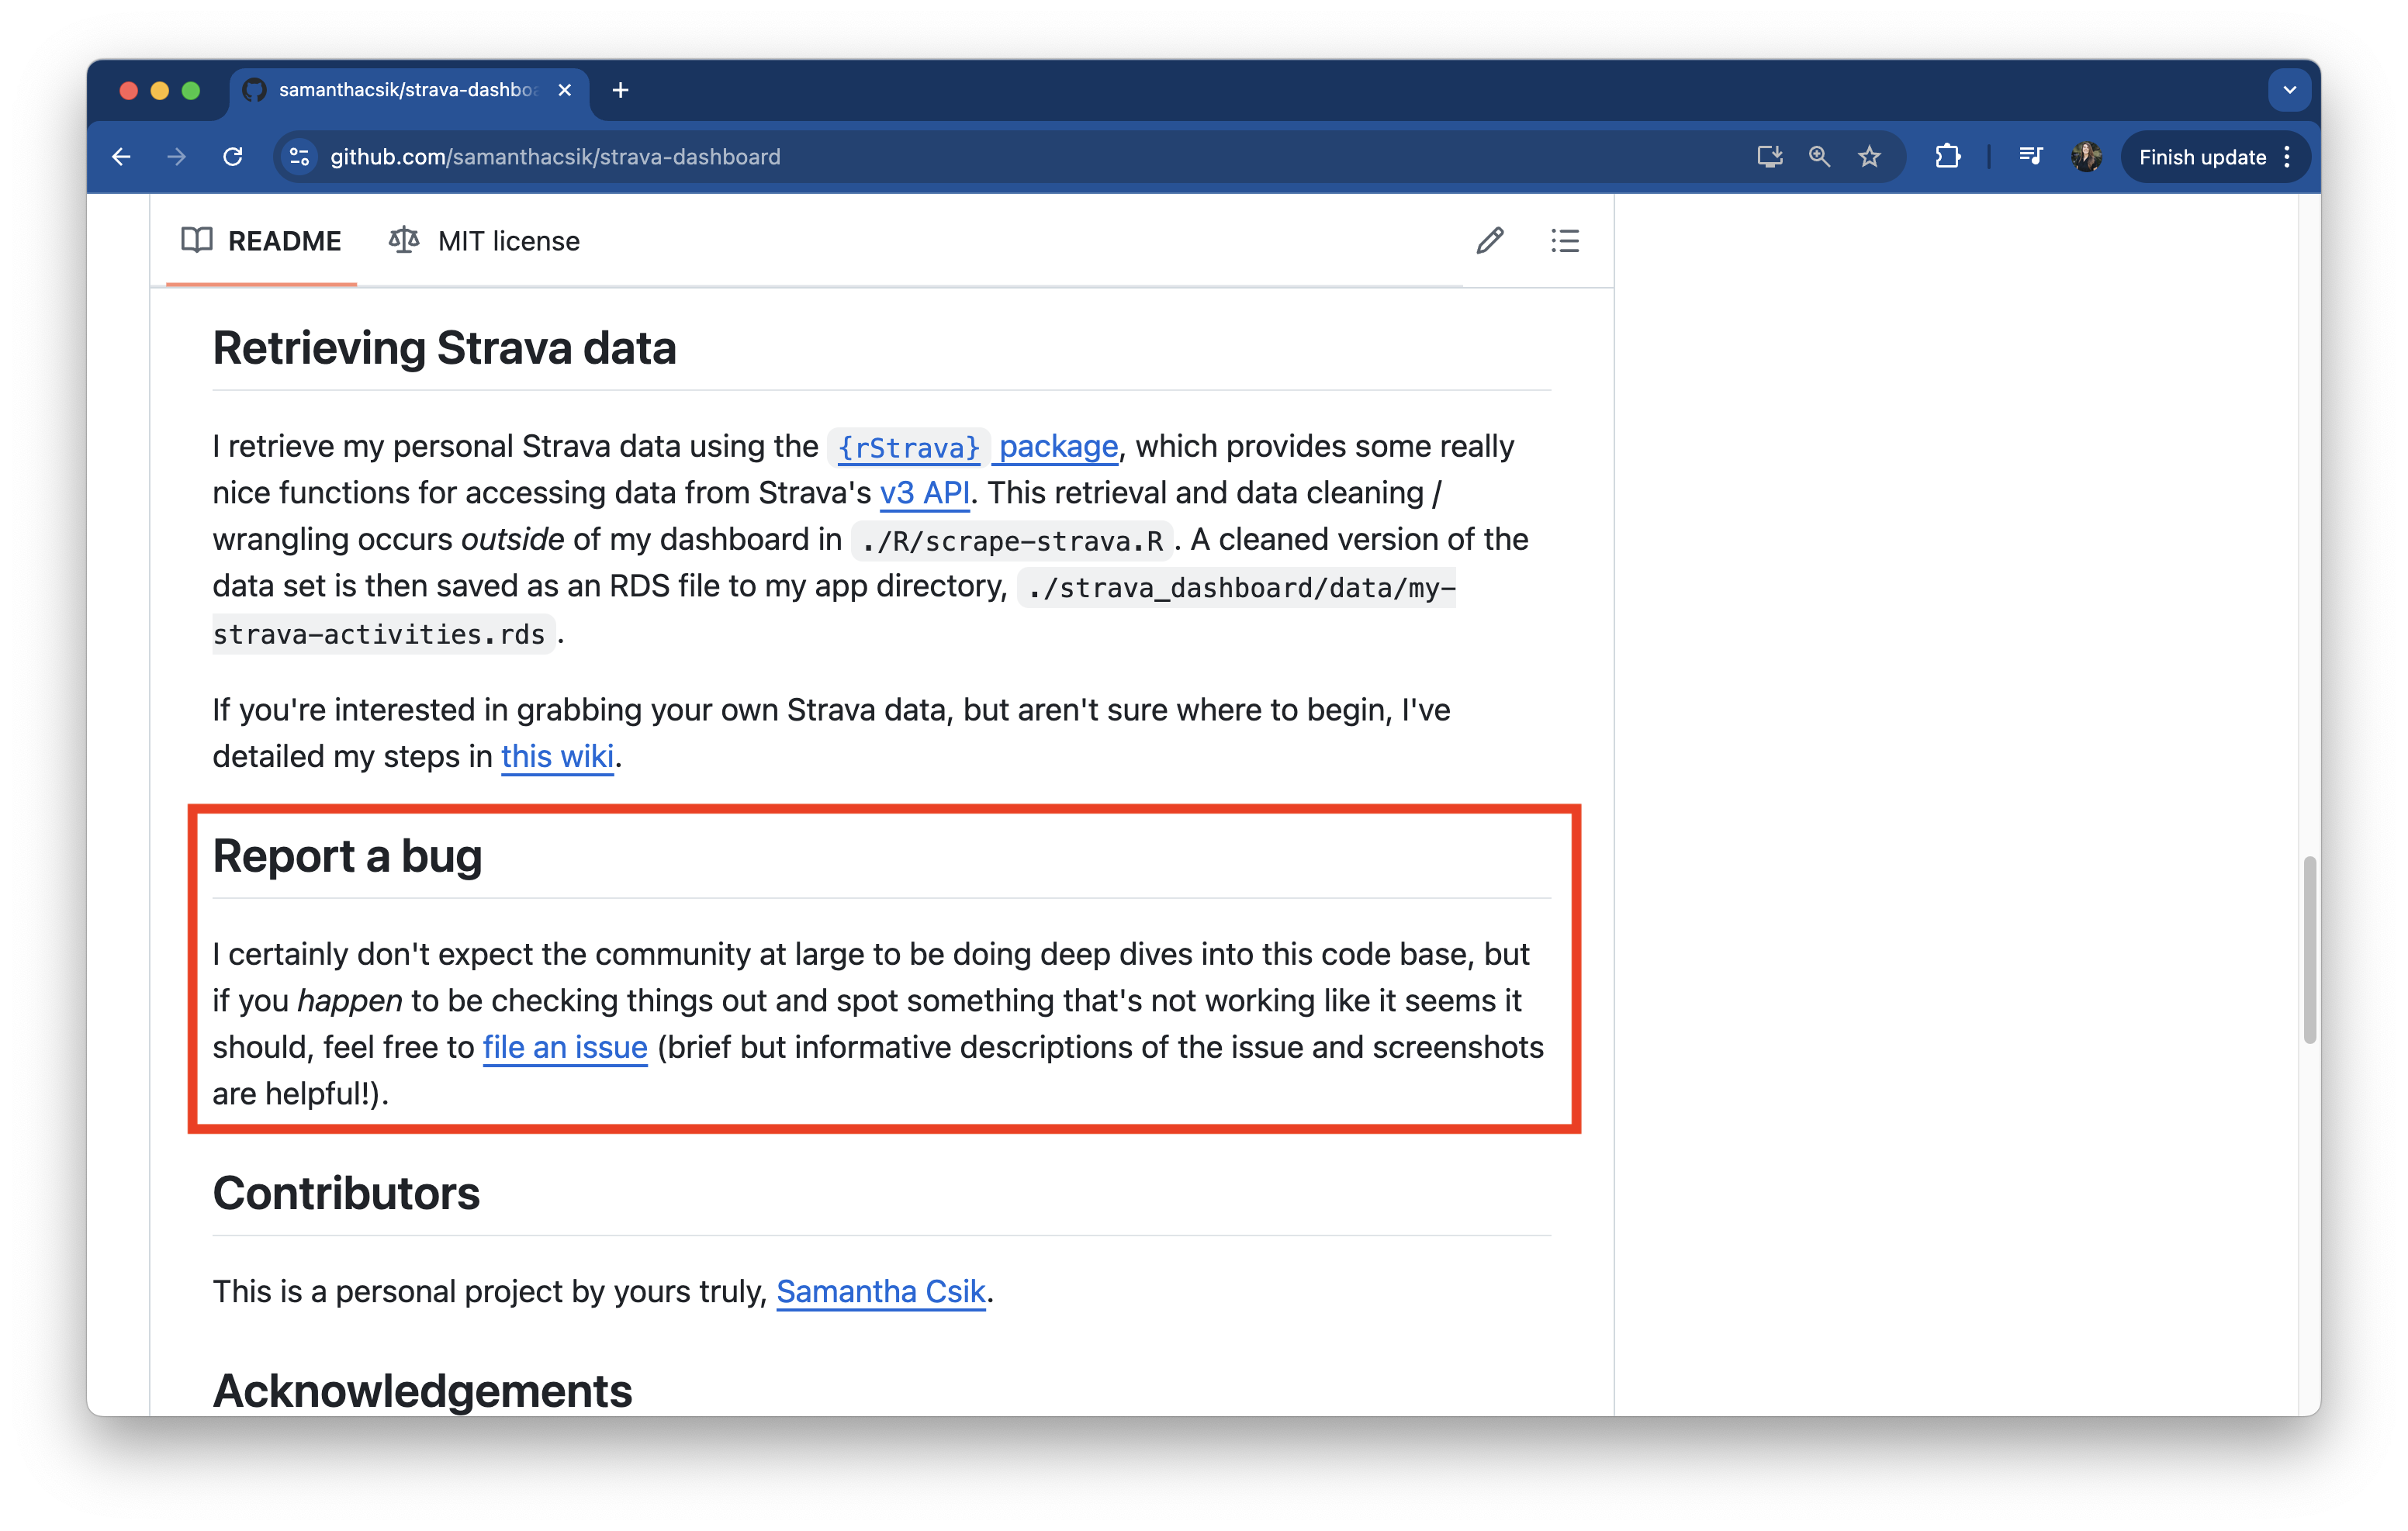 samanthacsik/strava-dashboa
github.com/samanthacsik/strava-dashboard
Finish update
README
MIT license
Retrieving Strava data
I retrieve my personal Strava data using the {rStrava} package, which provides some really
nice functions for accessing data from Strava's v3 API. This retrieval and data cleaning /
wrangling occurs outside of my dashboard in ./R/scrape-strava.R. A cleaned version of the
data set is then saved as an RDS file to my app directory, ./strava_dashboard/data/my-
strava-activities.rds.
If you're interested in grabbing your own Strava data, but aren't sure where to begin, I've
detailed my steps in this wiki.
Report a bug
I certainly don't expect the community at large to be doing deep dives into this code base, but
if you happen to be checking things out and spot something that's not working like it seems it
should, feel free to file an issue (brief but informative descriptions of the issue and screenshots
are helpful!).
Contributors
This is a personal project by yours truly, Samantha Csik.
Acknowledgements